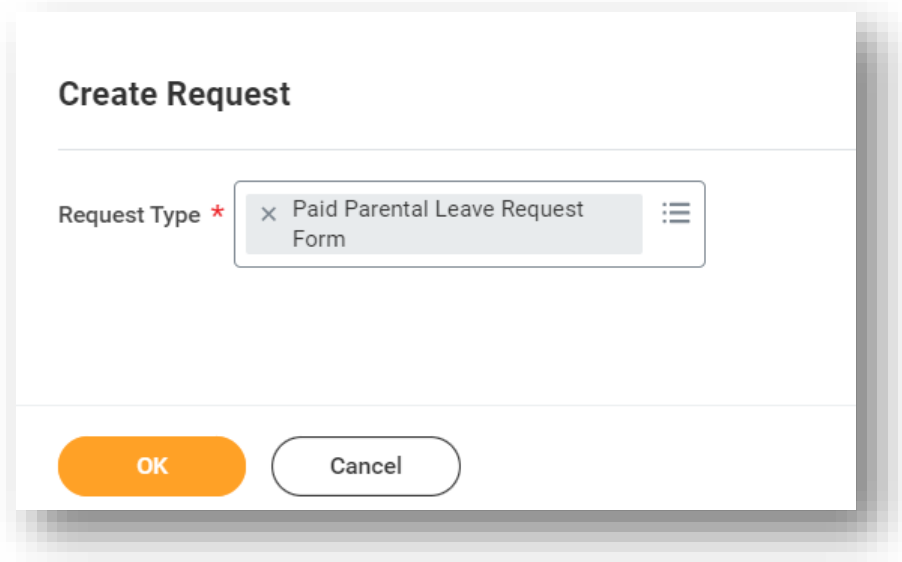 Create Request
Request Type *
× Paid Parental Leave Request
Form
OK
Cancel